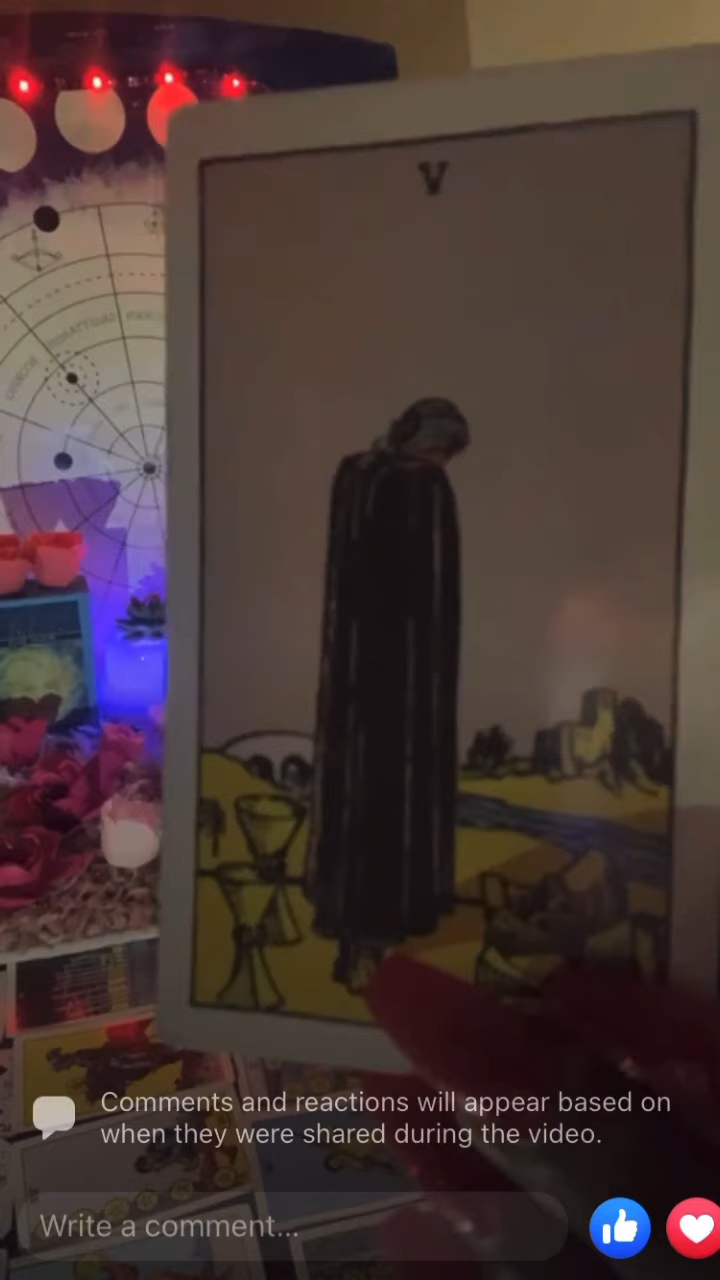 V
Comments and reactions will appear based on
when they were shared during the video.
Write a comment...